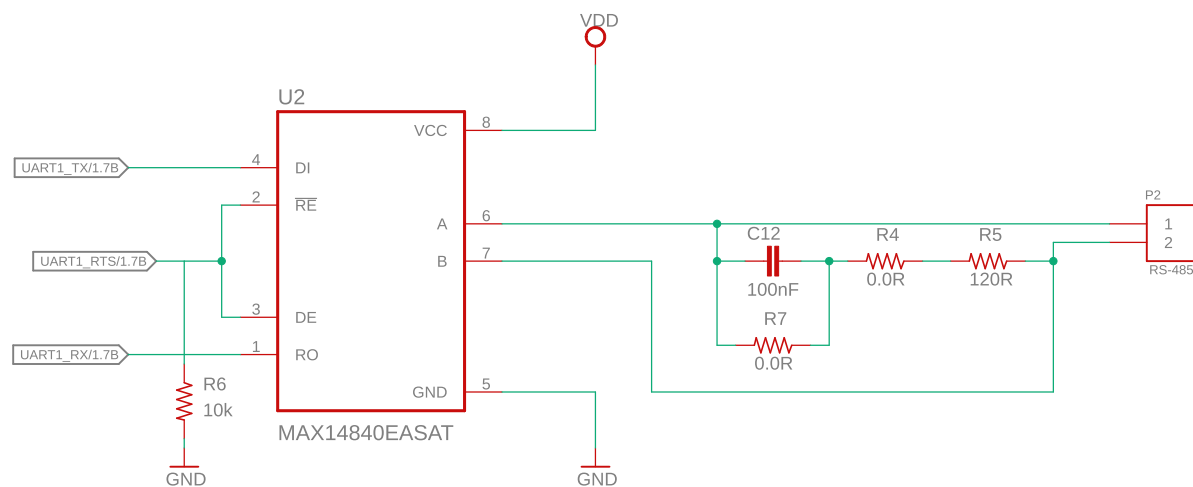 VDD
U2
VCC
8
UART1_TX/1.7B
4
DI
2
RE
A
6
P2
1
C12
R4
R5
2
UART1_RTS/1.7B
B
7
RS-485
100nF
0.0R
120R
3
DE
R7
UART1_RX/1.7B
1
RO
0.0R
R6
10k
GND
5
MAX14840EASAT
GND
GND